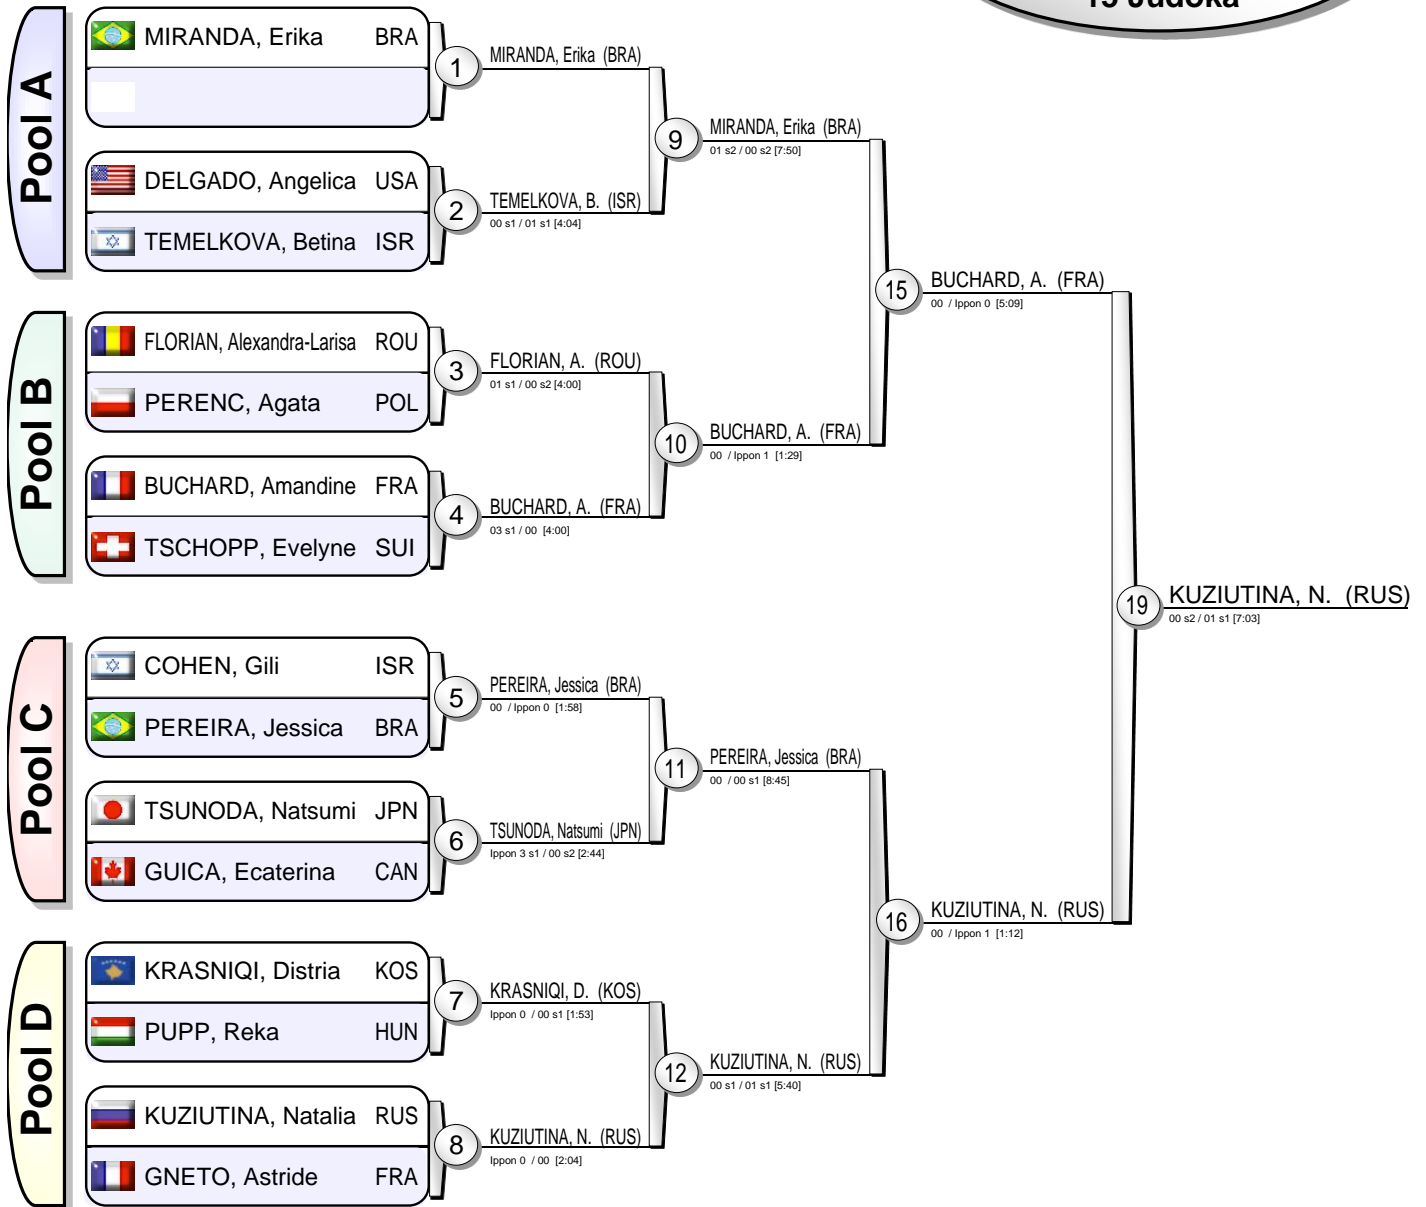 15 Judoka
Pool A
MIRANDA, Erika BRA
DELGADO, Angelica USA
TEMELKOVA, Betina ISR
Pool B
FLORIAN, Alexandra-Larisa ROU
PERENC, Agata POL
BUCHARD, Amandine FRA
TSCHOPP, Evelyne SUI
Pool C
COHEN, Gili ISR
PEREIRA, Jessica BRA
TSUNODA, Natsumi JPN
GUICA, Ecaterina CAN
Pool D
KRASNIQI, Distria KOS
PUPP, Reka HUN
KUZIUTINA, Natalia RUS
GNETO, Astride FRA
1
MIRANDA, Erika (BRA)
2
TEMELKOVA, B. (ISR)
00 s1 / 01 s1 [4:04]
3
FLORIAN, A. (ROU)
01 s1 / 00 s2 [4:00]
4
BUCHARD, A. (FRA)
03 s1 / 00 [4:00]
5
PEREIRA, Jessica (BRA)
00 / Ippon 0 [1:58]
6
TSUNODA, Natsumi (JPN)
Ippon 3 s1 / 00 s2 [2:44]
7
KRASNIQI, D. (KOS)
Ippon 0 / 00 s1 [1:53]
8
KUZIUTINA, N. (RUS)
Ippon 0 / 00 [2:04]
9
MIRANDA, Erika (BRA)
01 s2 / 00 s2 [7:50]
10
BUCHARD, A. (FRA)
00 / Ippon 1 [1:29]
11
PEREIRA, Jessica (BRA)
00 / 00 s1 [8:45]
12
KUZIUTINA, N. (RUS)
00 s1 / 01 s1 [5:40]
15
BUCHARD, A. (FRA)
00 / Ippon 0 [5:09]
16
KUZIUTINA, N. (RUS)
00 / Ippon 1 [1:12]
19
KUZIUTINA, N. (RUS)
00 s2 / 01 s1 [7:03]